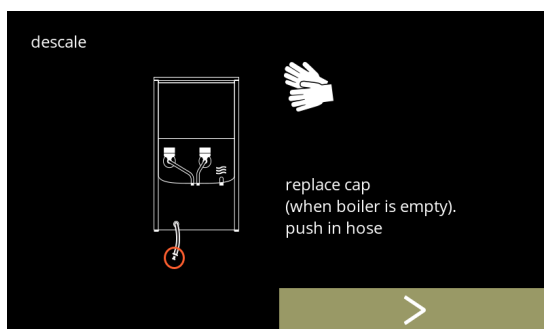 descale
replace cap
(when boiler is empty).
push in hose